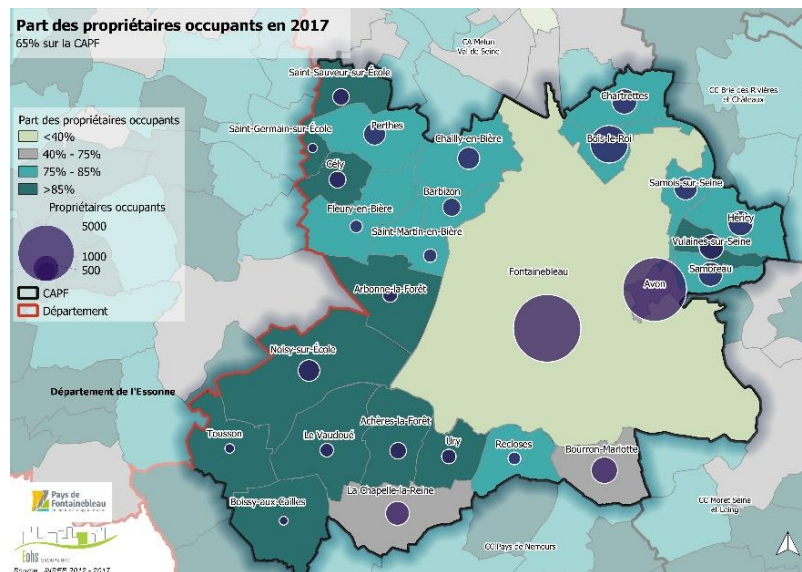 Part des propriétaires occupants en 2017
65% sur la CAPF
CA Melun
Val de Seine
CC Brie des Rivières
et Châteaux
Saint-Sauveur-sur-École
Chartrettes
Part des propriétaires occupants
<40%
40% - 75%
75% - 85%
>85%
Propriétaires occupants
5000
1000
500
CAPF
Département
Saint-Germain-sur-École
Perthes
Chailly-en-Bière
Bois-le-Roi
Cély
Barbizon
Samois-sur-Seine
Fleury-en-Bière
Héricy
Saint-Martin-en-Bière
Vulaines-sur-Seine
Samoreau
Fontainebleau
Avon
Arbonne-la-Forêt
Noisy-sur-École
Département de l'Essonne
Tousson
Le Vaudoué
Achères-la-Forêt
Ury
Recloses
Bourron-Marlotte
La Chapelle-la-Reine
Boissy-aux-Cailles
CC Moret Seine
et Loing
CC Pays de Nemours
Pays de
Fontainebleau
Eohs
Source : INSEE 2012 - 2017